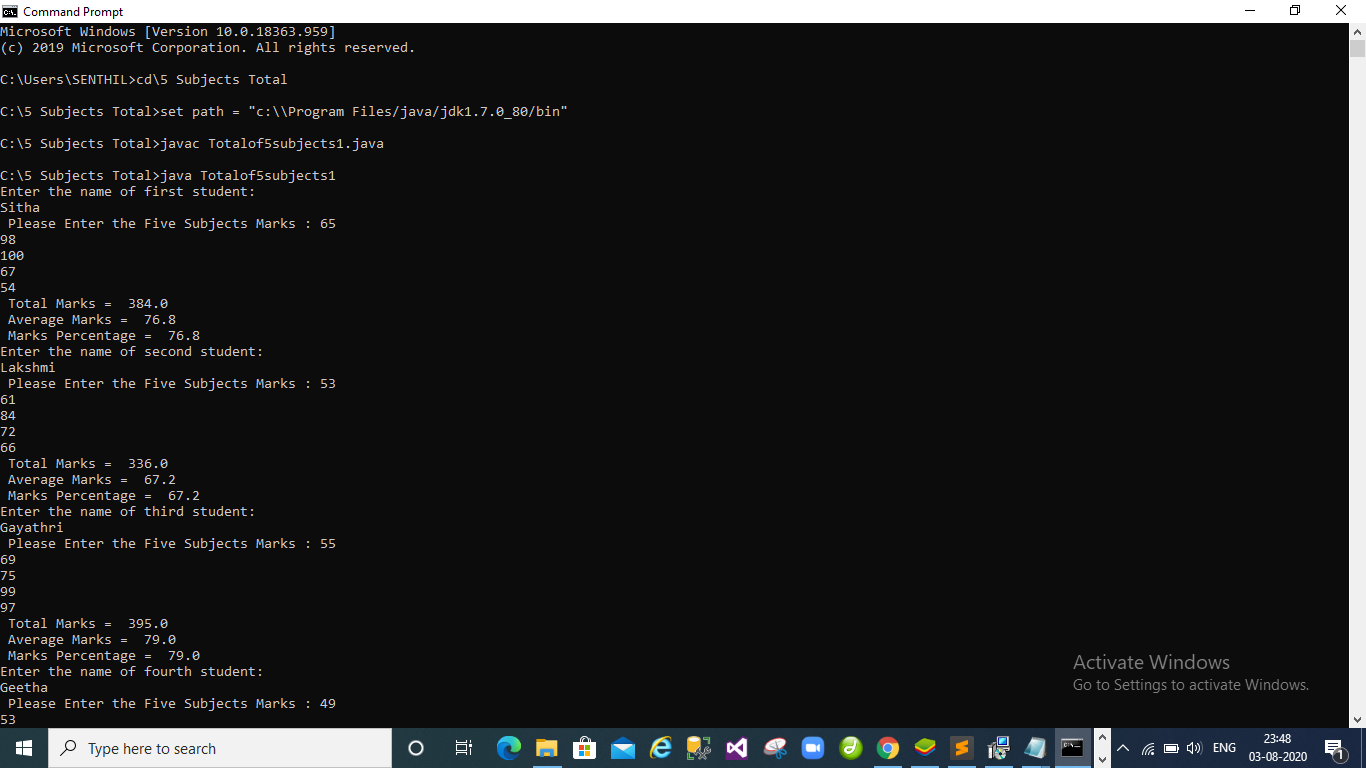 Command Prompt
Microsoft Windows [Version 10.0.18363.959]
(c) 2019 Microsoft Corporation. All rights reserved.
C:\Users\SENTHIL>cd\5 Subjects Total
C:\5 Subjects Total>set path = "c:\\Program Files/java/jdk1.7.0_80/bin"
C:\5 Subjects Total>javac Totalof5subjects1.java
C:\5 Subjects Total>java Totalof5subjects1
Enter the name of first student:
Sitha
 Please Enter the Five Subjects Marks : 65
98
100
67
54
 Total Marks =  384.0
 Average Marks =  76.8
 Marks Percentage =  76.8
Enter the name of second student:
Lakshmi
 Please Enter the Five Subjects Marks : 53
61
84
72
66
 Total Marks =  336.0
 Average Marks =  67.2
 Marks Percentage =  67.2
Enter the name of third student:
Gayathri
 Please Enter the Five Subjects Marks : 55
69
75
99
97
 Total Marks =  395.0
 Average Marks =  79.0
 Marks Percentage =  79.0
Enter the name of fourth student:
Geetha
 Please Enter the Five Subjects Marks : 49
53
Activate Windows
Go to Settings to activate Windows.
Type here to search
ENG
23:48
03-08-2020
1